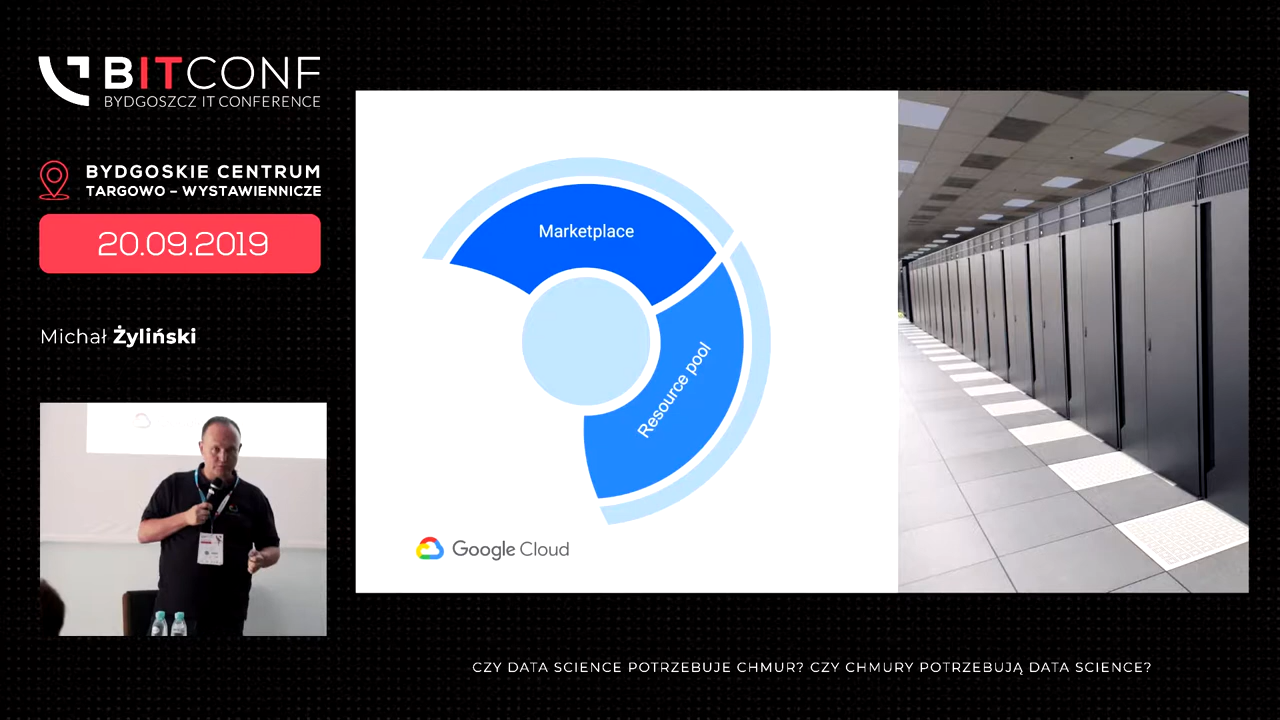 BITCONF
BYDGOSZCZ IT CONFERENCE
BYDGOSKIE CENTRUM
TARGOWO – WYSTAWIENNICZE
20.09.2019
Michał Żyliński
Marketplace
Resource pool
Google Cloud
CZY DATA SCIENCE POTRZEBUJE CHMUR? CZY CHMURY POTRZEBUJĄ DATA SCIENCE?